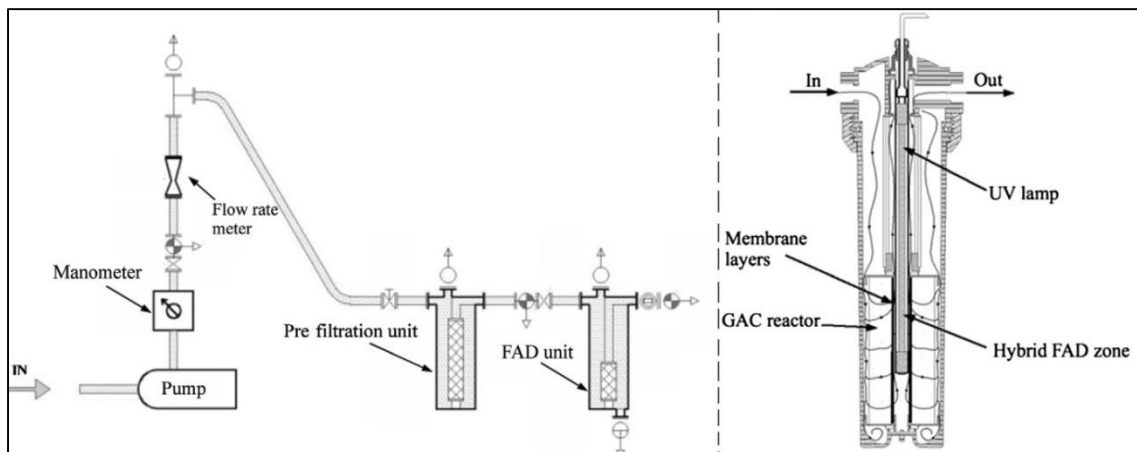 Flow rate
meter
Manometer
IN
Pump
Pre filtration unit
FAD unit
In
Out
UV lamp
Membrane
layers
GAC reactor
Hybrid FAD zone